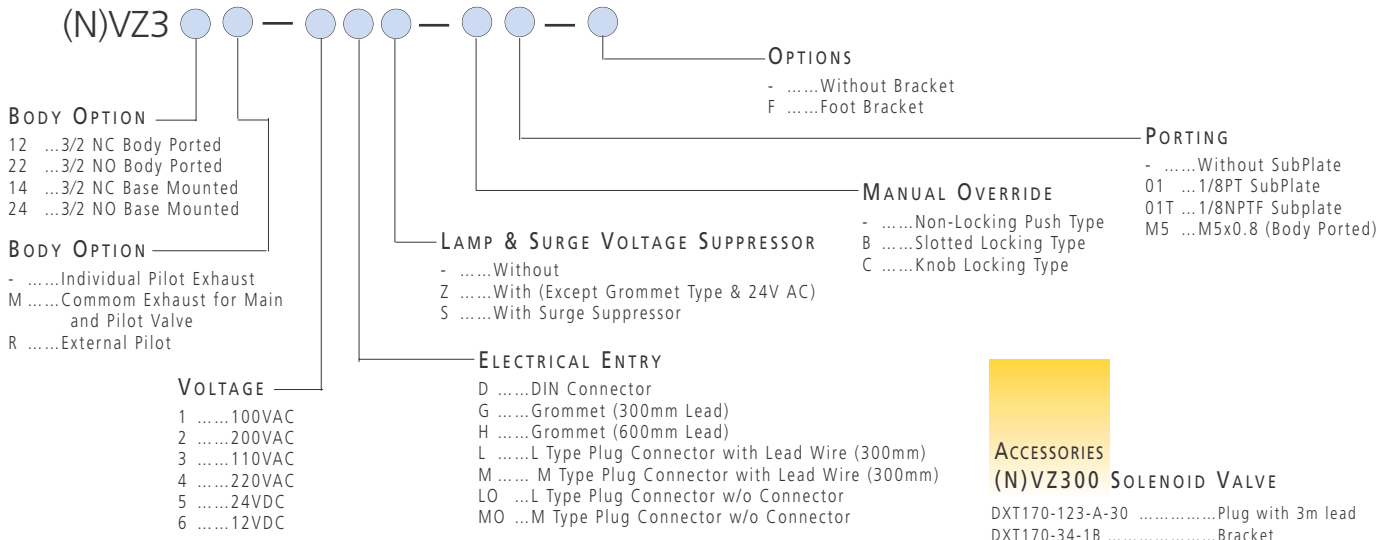 (N)VZ3 — — —
OPTIONS
- ……Without Bracket
F ……Foot Bracket
BODY OPTION
12 …3/2 NC Body Ported
22 …3/2 NO Body Ported
14 …3/2 NC Base Mounted
24 …3/2 NO Base Mounted
PORTING
- ……Without SubPlate
01 …1/8PT SubPlate
01T …1/8NPTF Subplate
M5 …M5x0.8 (Body Ported)
MANUAL OVERRIDE
- ……Non-Locking Push Type
B ……Slotted Locking Type
C ……Knob Locking Type
LAMP & SURGE VOLTAGE SUPPRESSOR
- ……Without
Z ……With (Except Grommet Type & 24V AC)
S ……With Surge Suppressor
BODY OPTION
- ……Individual Pilot Exhaust
M ……Commom Exhaust for Main
and Pilot Valve
R ……External Pilot
ELECTRICAL ENTRY
D ……DIN Connector
G ……Grommet (300mm Lead)
H ……Grommet (600mm Lead)
L ……L Type Plug Connector with Lead Wire (300mm)
M …… M Type Plug Connector with Lead Wire (300mm)
LO …L Type Plug Connector w/o Connector
MO …M Type Plug Connector w/o Connector
VOLTAGE
1 ……100VAC
2 ……200VAC
3 ……110VAC
4 ……220VAC
5 ……24VDC
6 ……12VDC
ACCESSORIES
(N)VZ300 SOLENOID VALVE
DXT170-123-A-30 ……………Plug with 3m lead
DXT170-34-1B …………………Bracket